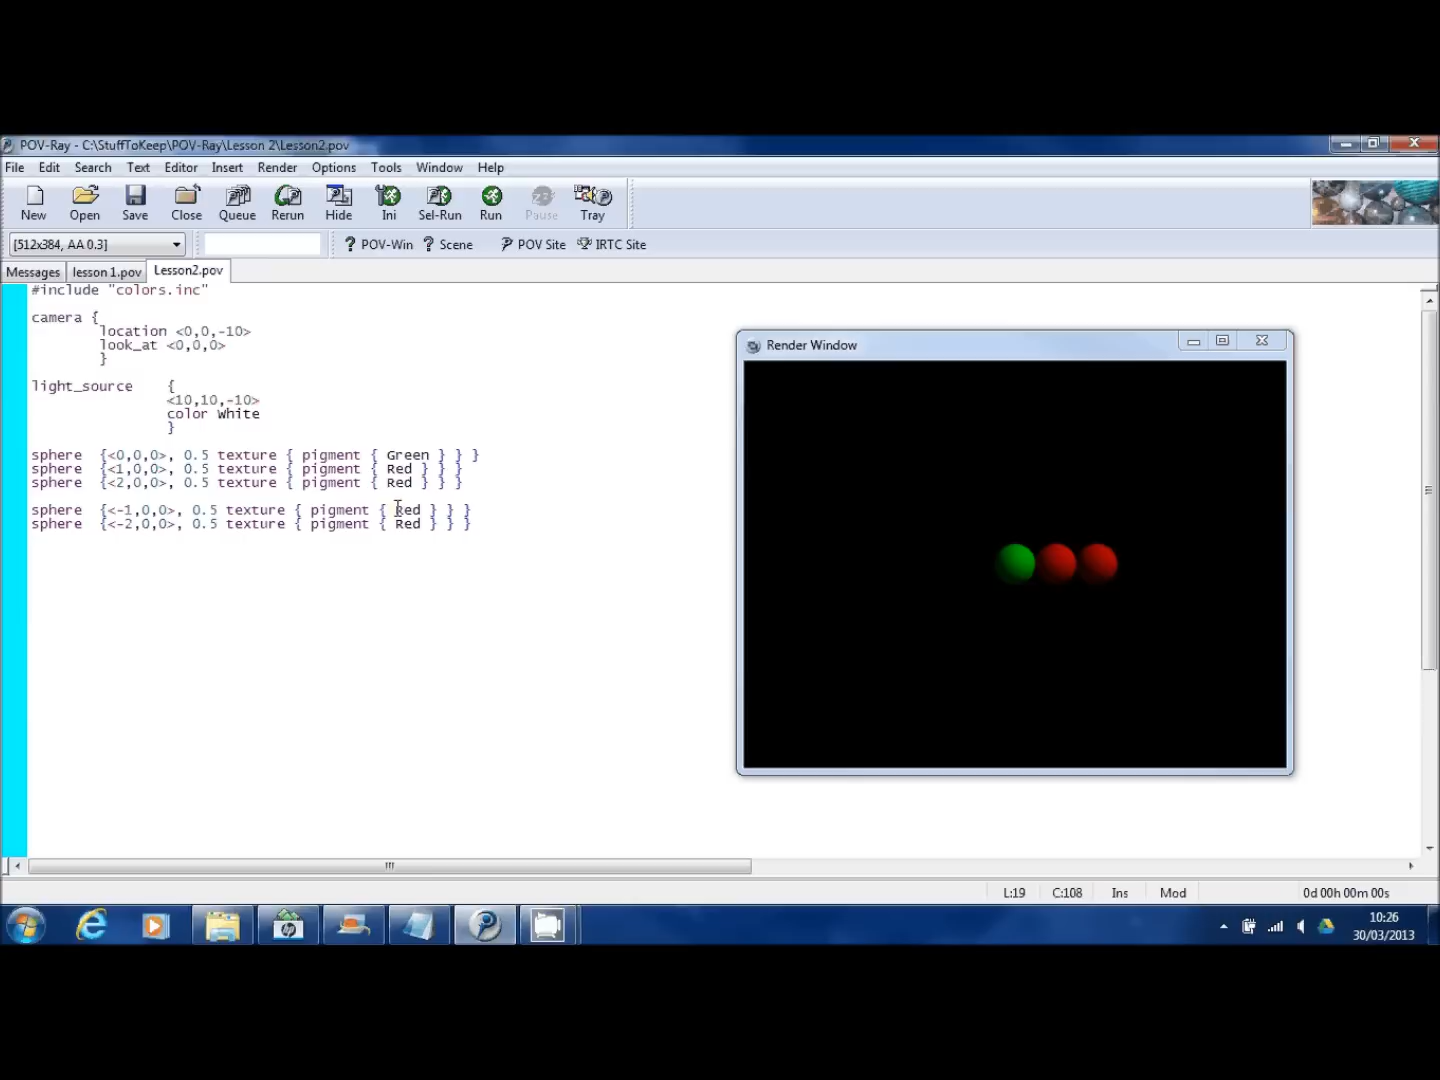 POV-Ray - C:\StuffToKeep\POV-Ray\Lesson 2\Lesson2.pov
File Edit Search Text Editor Insert Render Options Tools Window Help
New Open Save Close Queue Rerun Hide Ini Sel-Run Run Pause Tray
[512x384, AA 0.3] ? POV-Win ? Scene POV Site IRTC Site
Messages lesson 1.pov Lesson2.pov
#include "colors.inc"
camera {
location <0,0,-10>
look_at <0,0,0>
}
light_source {
<10,10,-10>
color White
}
sphere {<0,0,0>, 0.5 texture { pigment { Green } } }
sphere {<1,0,0>, 0.5 texture { pigment { Red } } }
sphere {<2,0,0>, 0.5 texture { pigment { Red } } }
sphere {<-1,0,0>, 0.5 texture { pigment { Red } } }
sphere {<-2,0,0>, 0.5 texture { pigment { Red } } }
Render Window
L:19 C:108 Ins Mod 0d 00h 00m 00s
10:26
30/03/2013